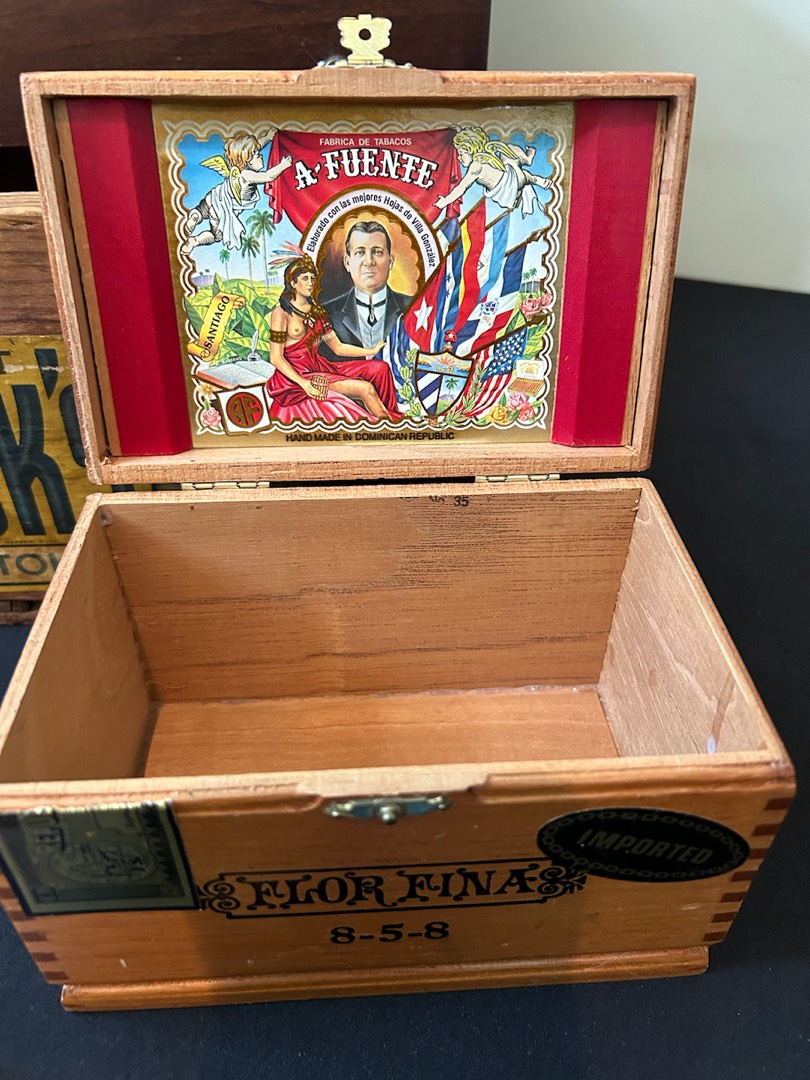 FABRICA DE TABACOS
A·FUENTE
Elaborado con las mejores Hojas de Villa González
SANTIAGO
AF
HAND MADE IN DOMINICAN REPUBLIC
35
IMPORTED
FLOR FINA
8-5-8